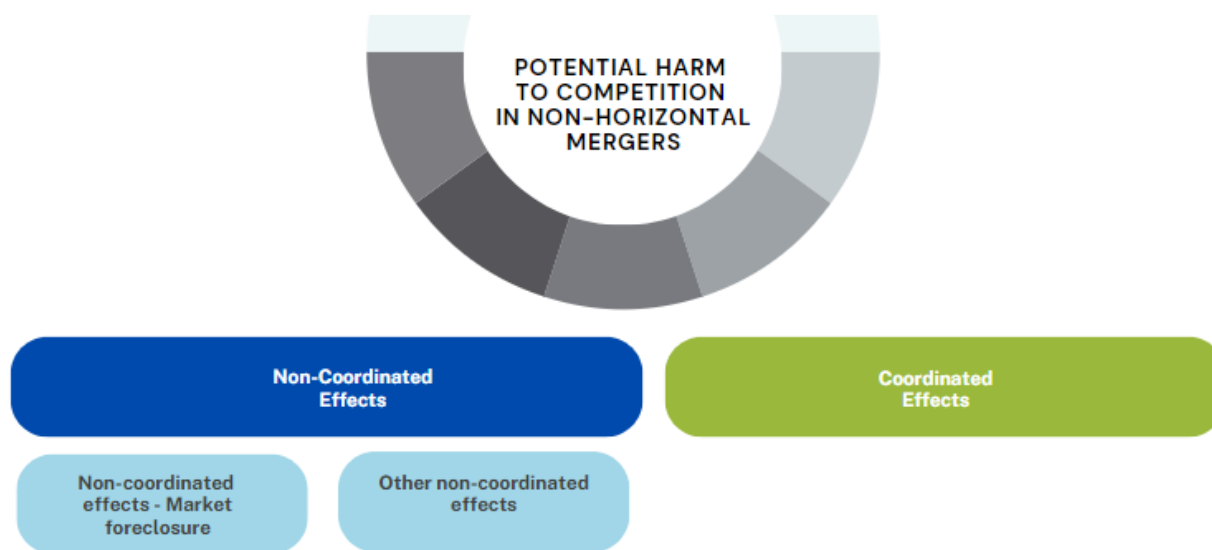 POTENTIAL HARM
TO COMPETITION
IN NON-HORIZONTAL
MERGERS
Non-Coordinated
Effects
Coordinated
Effects
Non-coordinated
effects - Market
foreclosure
Other non-coordinated
effects